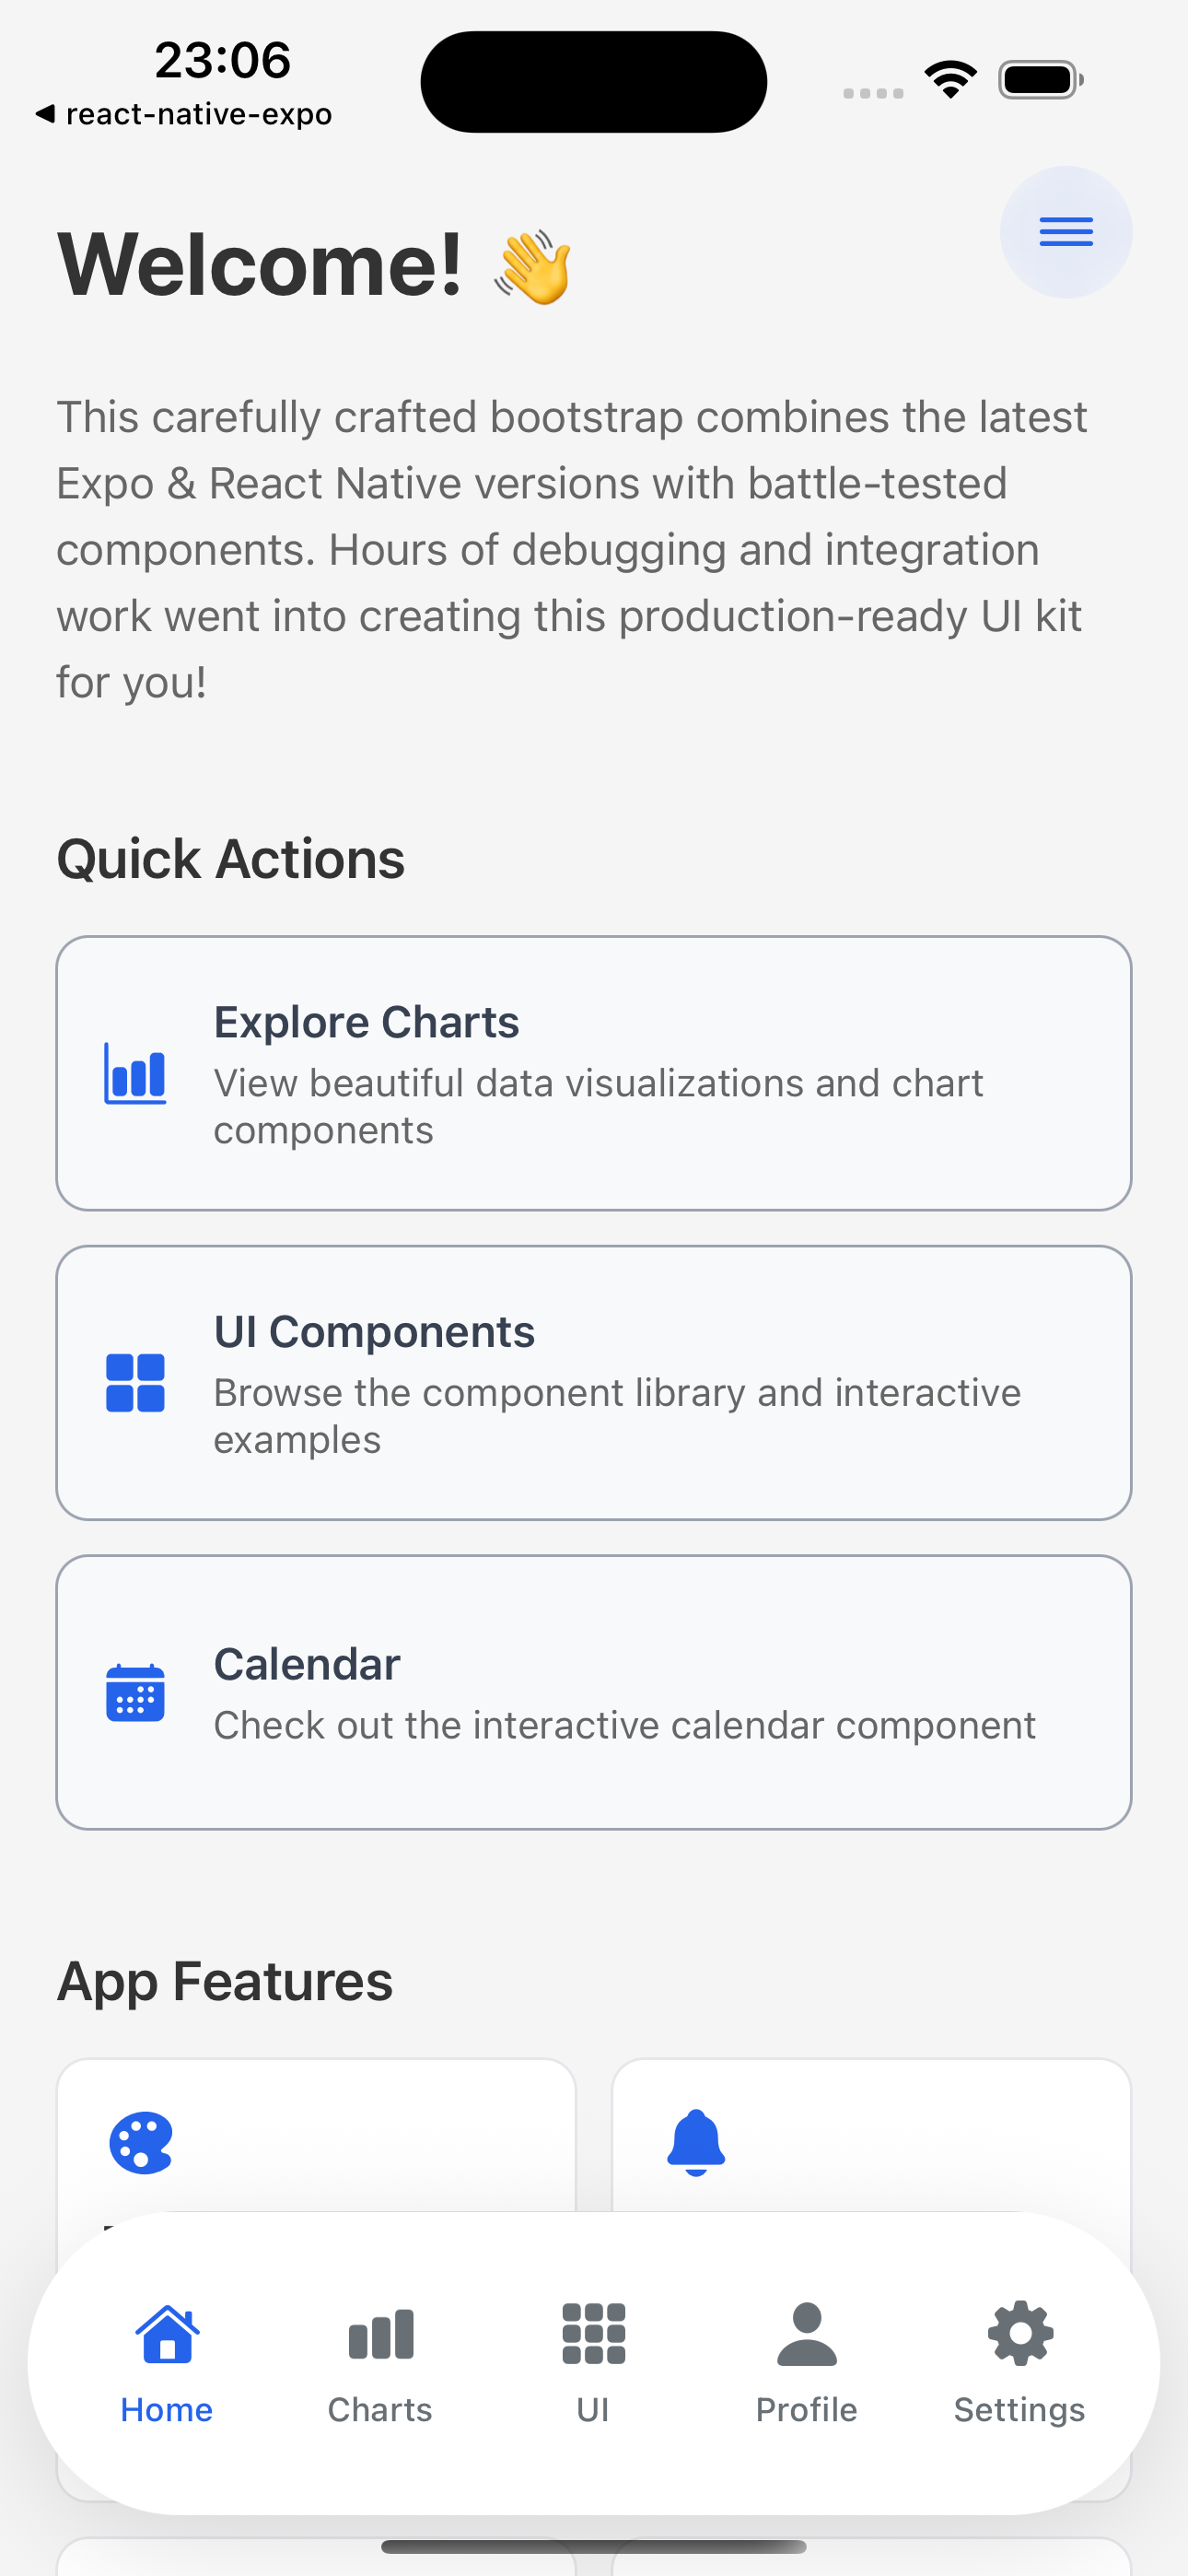 23:06
react-native-expo
Welcome! 👋
This carefully crafted bootstrap combines the latest
Expo & React Native versions with battle-tested
components. Hours of debugging and integration
work went into creating this production-ready UI kit
for you!
Quick Actions
Explore Charts
View beautiful data visualizations and chart
components
UI Components
Browse the component library and interactive
examples
Calendar
Check out the interactive calendar component
App Features
Home
Charts
UI
Profile
Settings